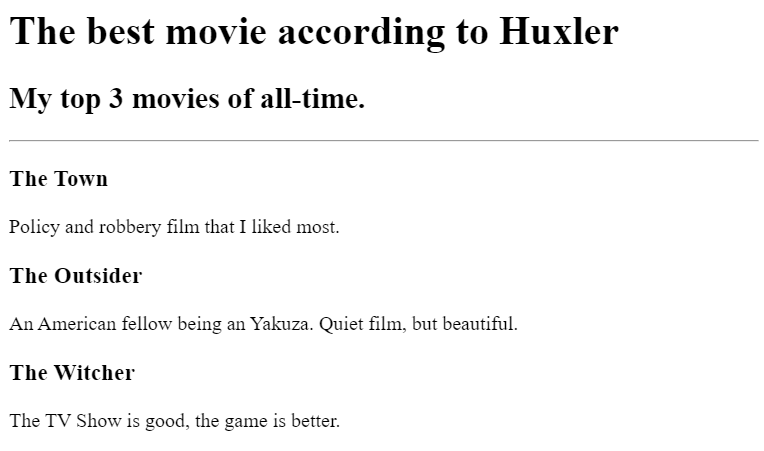 The best movie according to Huxler
My top 3 movies of all-time.
The Town
Policy and robbery film that I liked most.
The Outsider
An American fellow being an Yakuza. Quiet film, but beautiful.
The Witcher
The TV Show is good, the game is better.